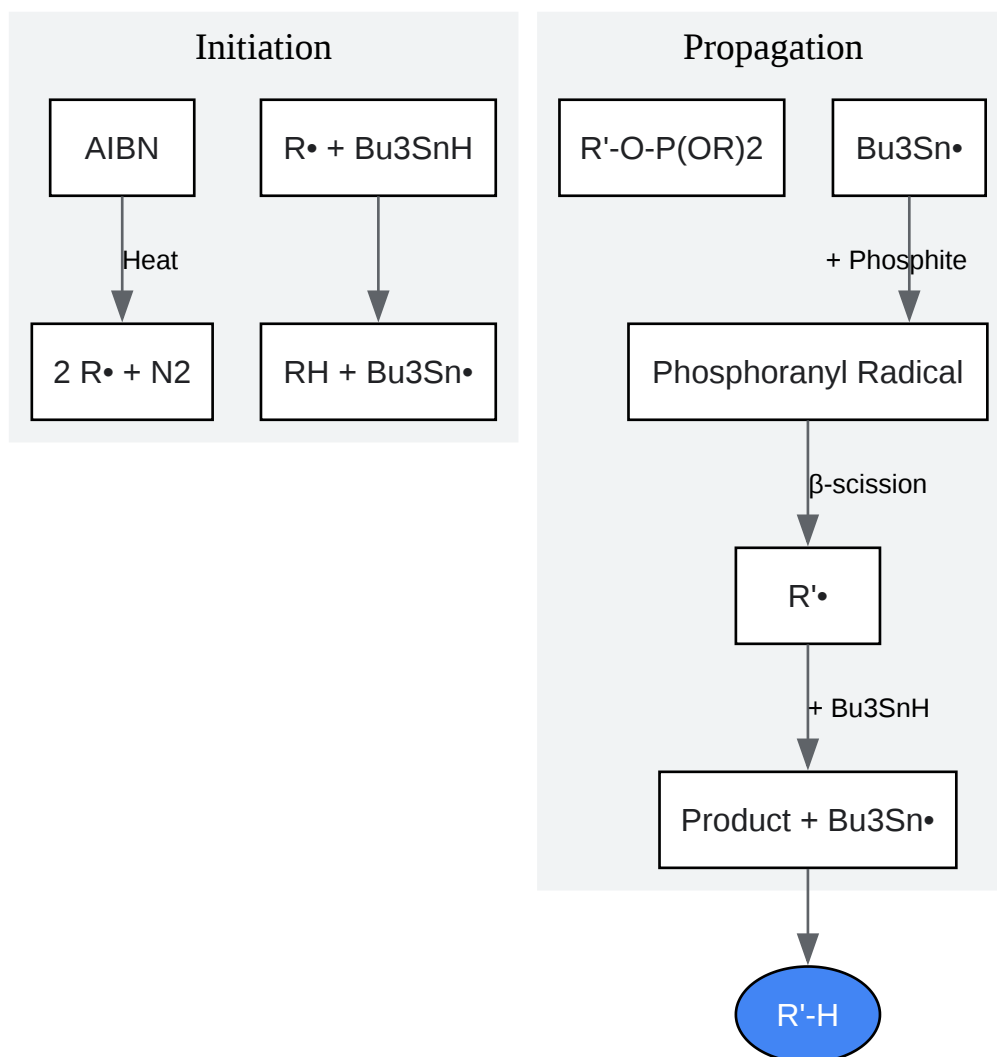 Initiation
AIBN
R• + Bu3SnH
Heat
2 R• + N2
RH + Bu3Sn•
Propagation
R'-O-P(OR)2
Bu3Sn•
+ Phosphite
Phosphoranyl Radical
β-scission
R'•
+ Bu3SnH
Product + Bu3Sn•
R'-H